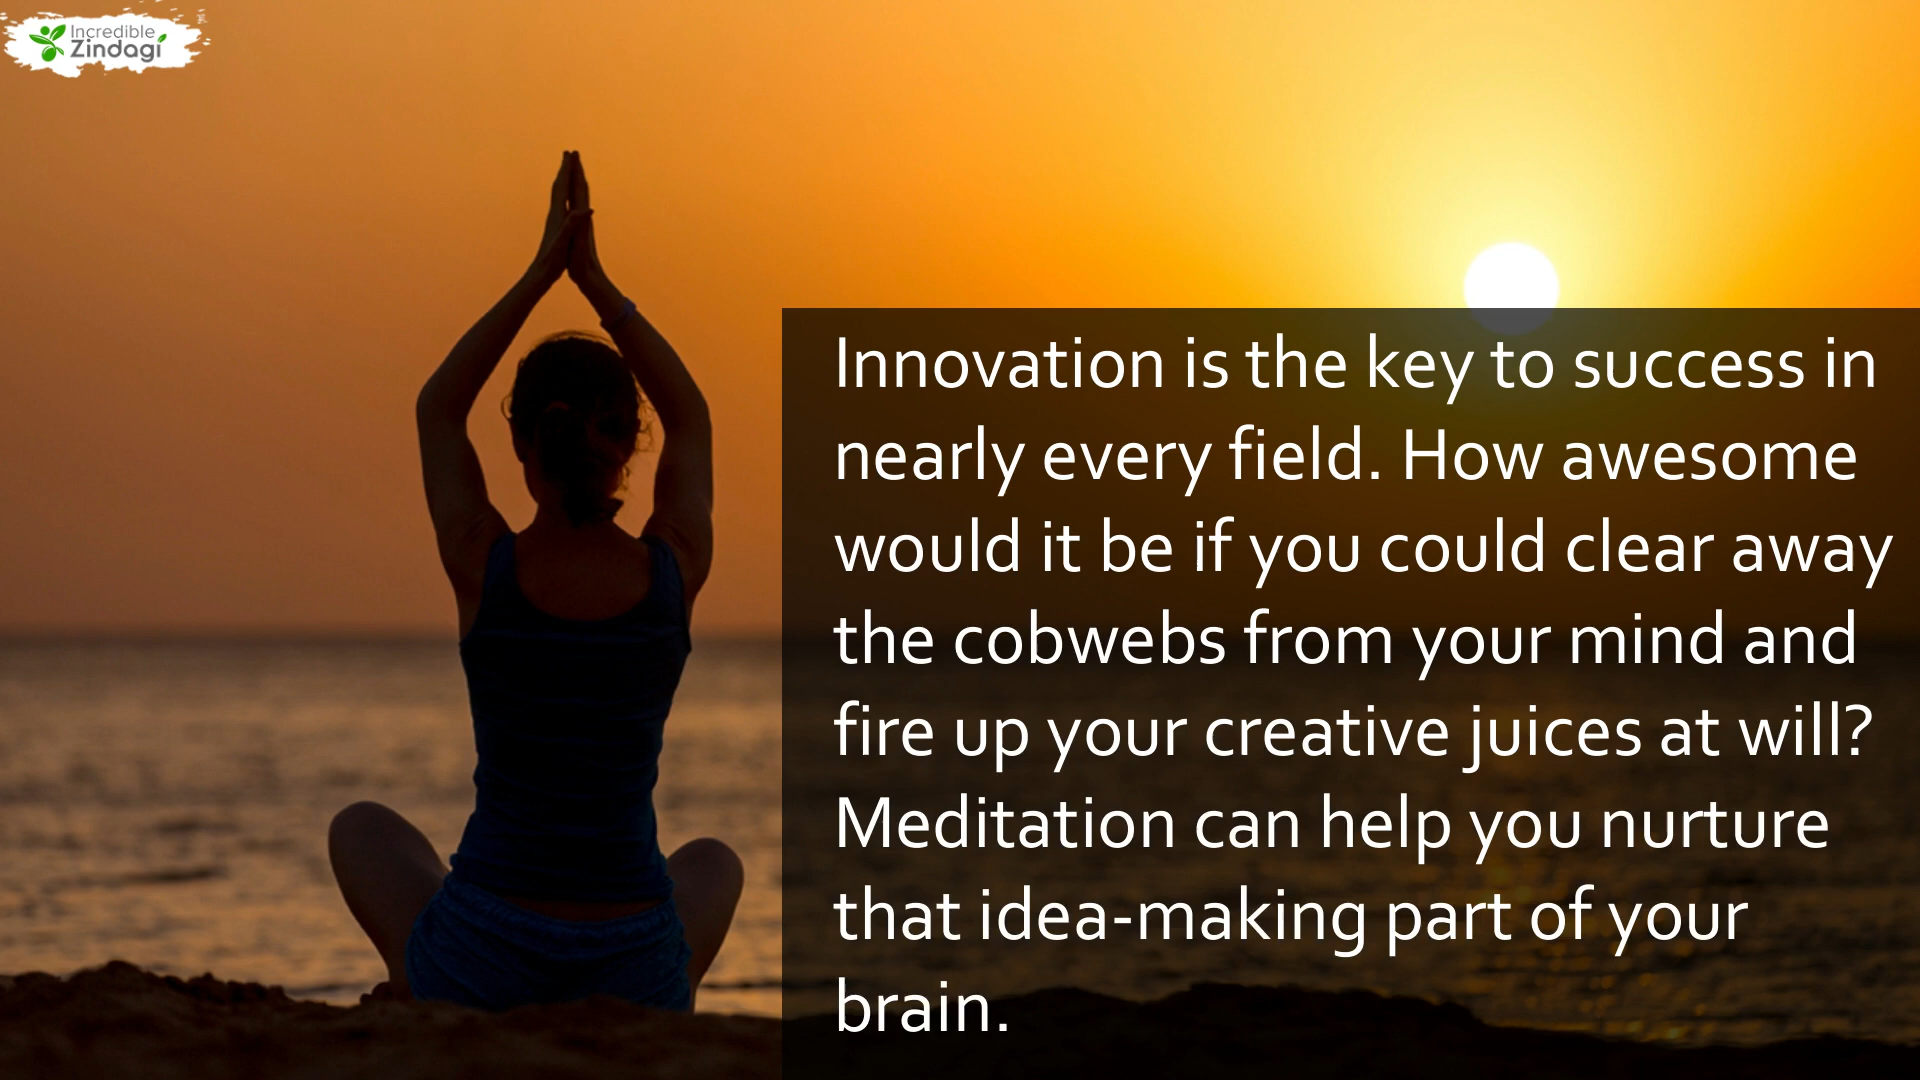 Incredible
Zindagi
Innovation is the key to success in
nearly every field. How awesome
would it be if you could clear away
the cobwebs from your mind and
fire up your creative juices at will?
Meditation can help you nurture
that idea-making part of your
brain.